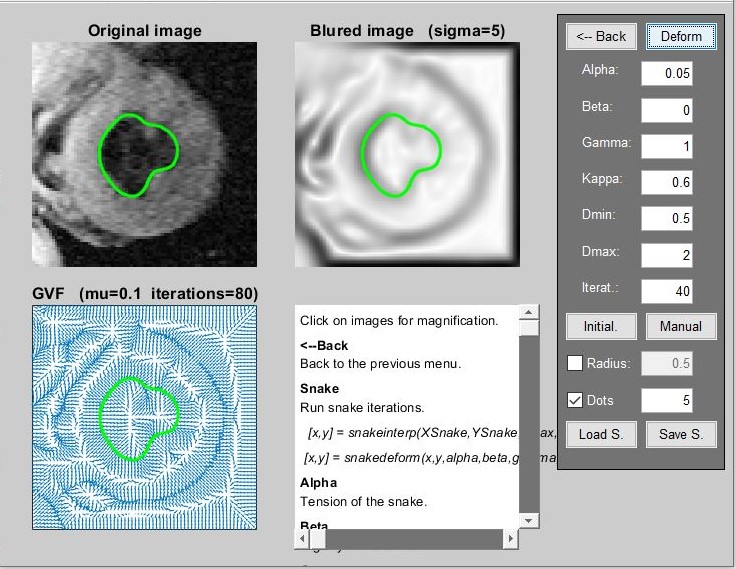 Original image
Blured image (sigma=5)
<-- Back
Deform
Alpha:
0.05
Beta:
0
Gamma:
1
Kappa:
0.6
Dmin:
0.5
Dmax:
2
Iterat.:
40
Initial.
Manual
Radius:
0.5
Dots
5
Load S.
Save S.
GVF (mu=0.1 iterations=80)
Click on images for magnification.
<--Back
Back to the previous menu.
Snake
Run snake iterations.
[x,y] = snakeinterp(XSnake,YSnake, ax,
[x,y] = snakedeform(x,y,alpha,beta,g ma
Alpha
Tension of the snake.
Beta